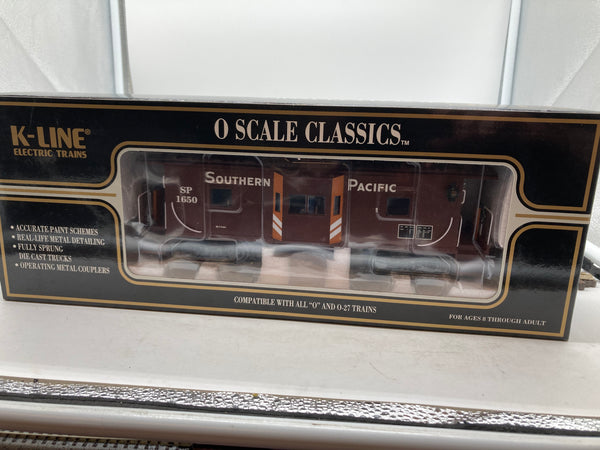 K-LINE®
ELECTRIC TRAINS
O SCALE CLASSICS™
SOUTHERN PACIFIC
SP
1650
• ACCURATE PAINT SCHEMES
• REAL-LIFE METAL DETAILING
• FULLY SPRUNG
DIE CAST TRUCKS
• OPERATING METAL COUPLERS
COMPATIBLE WITH ALL "O" AND O-27 TRAINS
FOR AGES 8 THROUGH ADULT